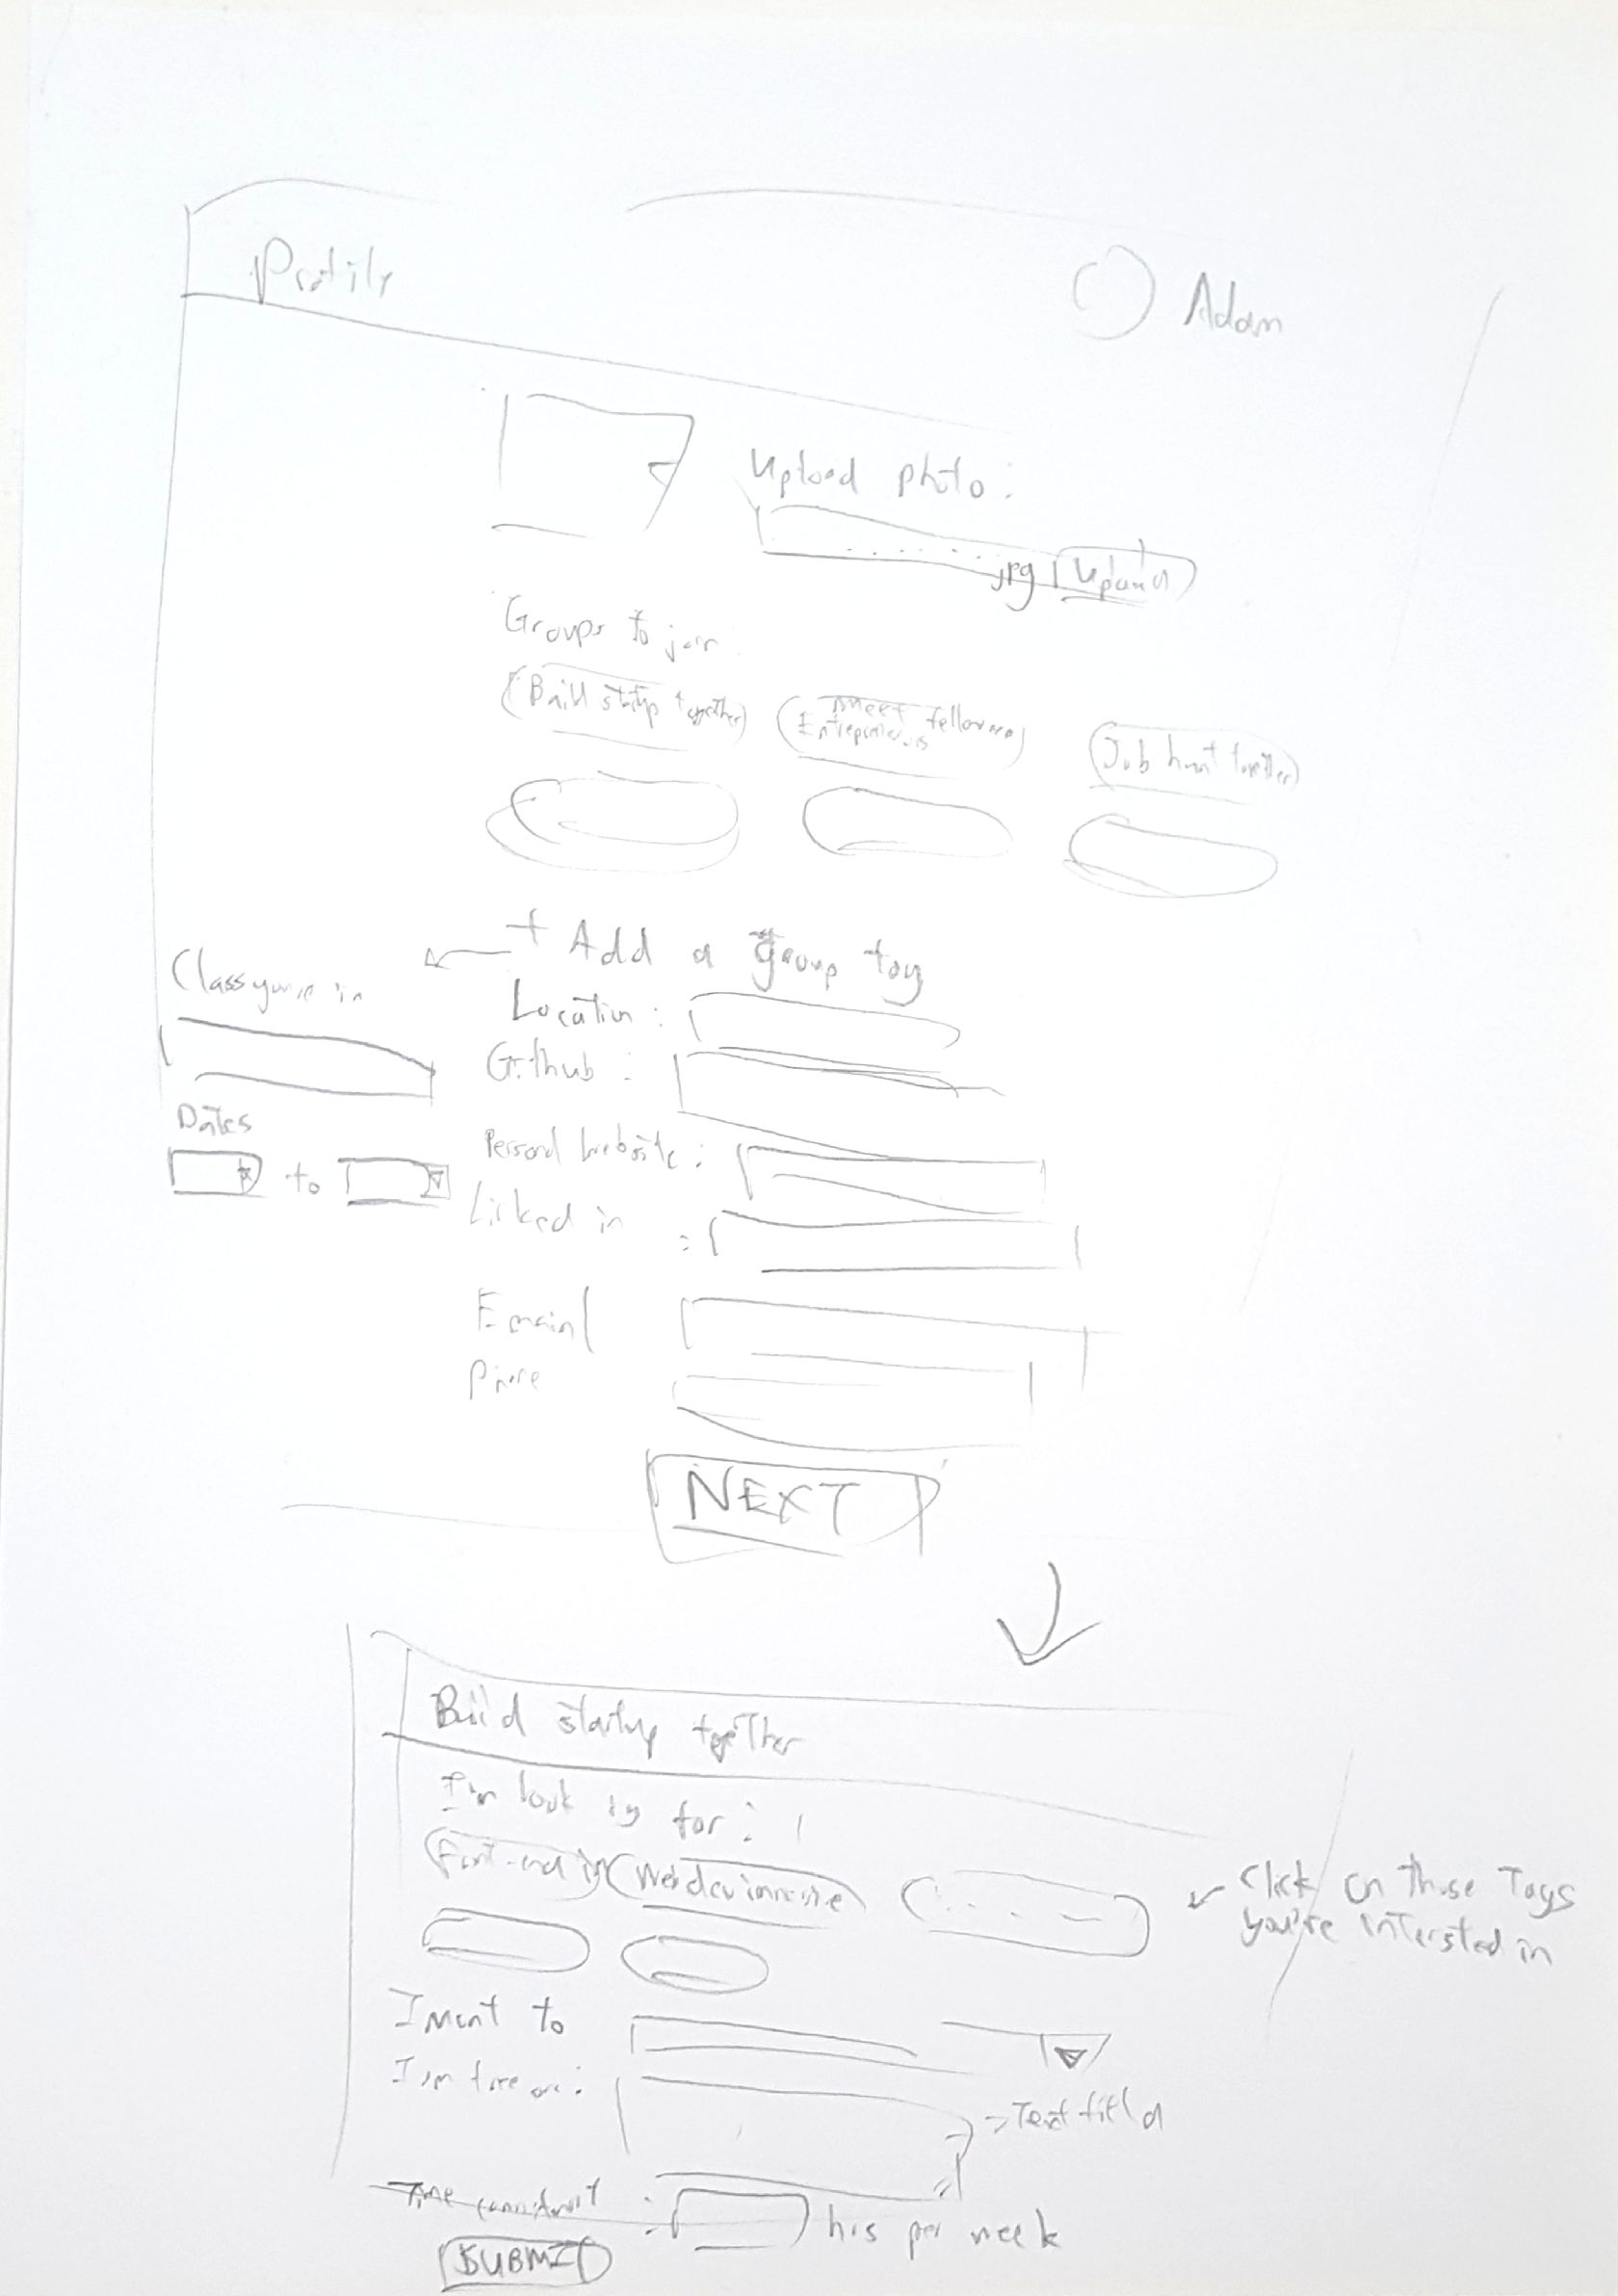 Profile
Adam
Upload photo:
.jpg Upload
Groups to join
Build startup together
meet fellow
Entrepreneurs
Job hunt together
+ Add a group tag
Class you're in
Location:
Github:
Dates
to
Personal website:
Linked in
Email
Phone
NEXT
Build startup together
I'm looking for:
Front-end
Web dev
Click on those Tags
you're intersted in
I want to
I'm free on:
Text field
Time commitment:
hrs per week
SUBMIT